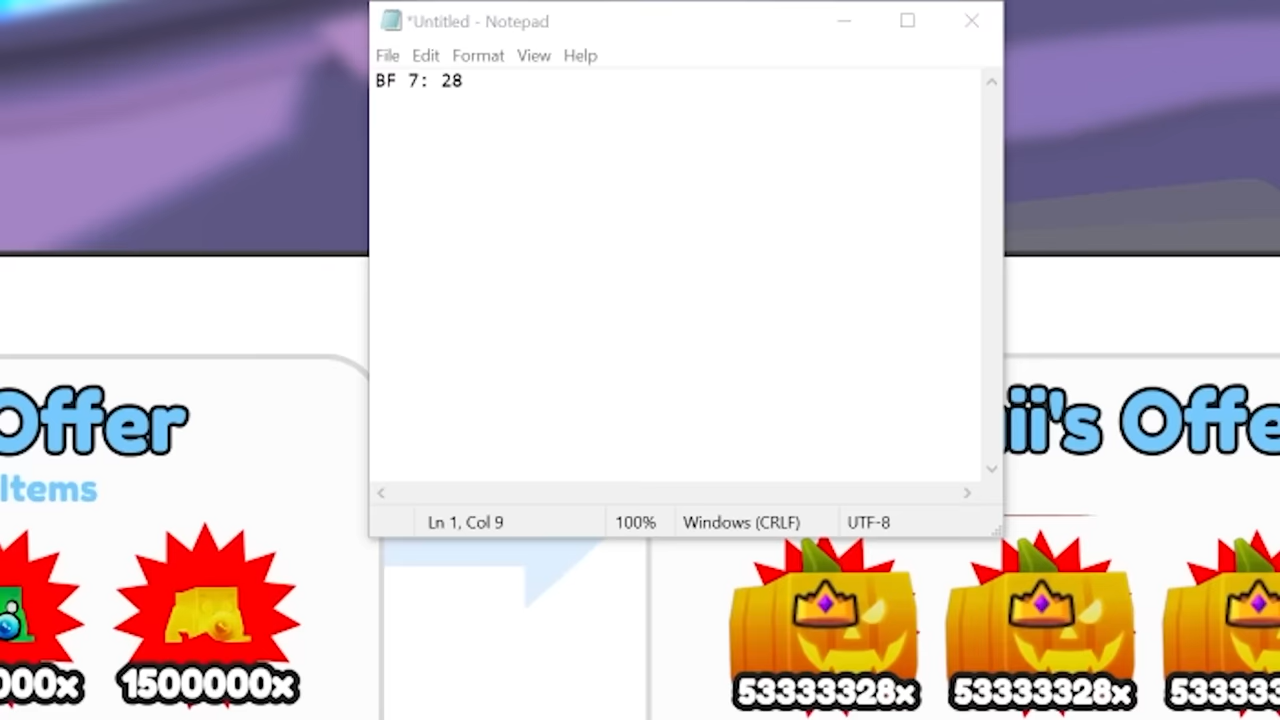 *Untitled - Notepad
File Edit Format View Help
BF 7: 28
Offer
ii's Offe
Items
Ln 1, Col 9 100% Windows (CRLF) UTF-8
000x 1500000x 53333328x 53333328x 53333